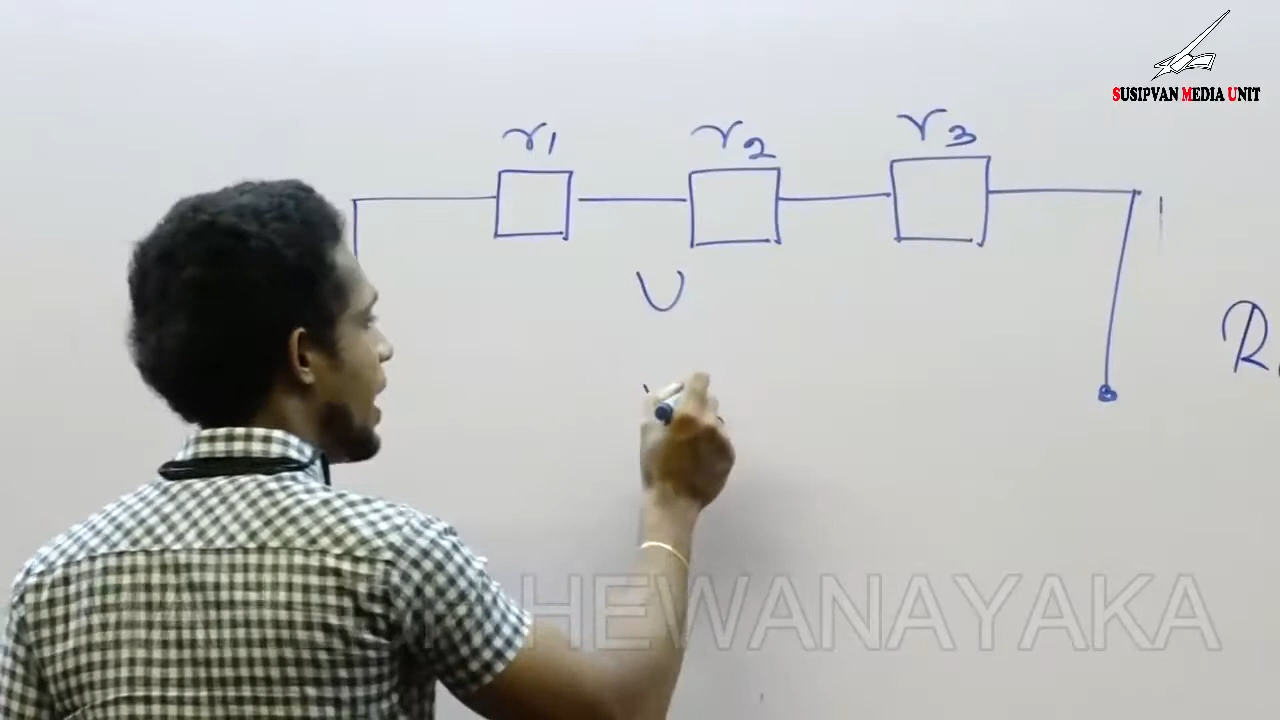 SUSIPVAN MEDIA UNIT
r1 r2 r3
V
R
HEWANAYAKA